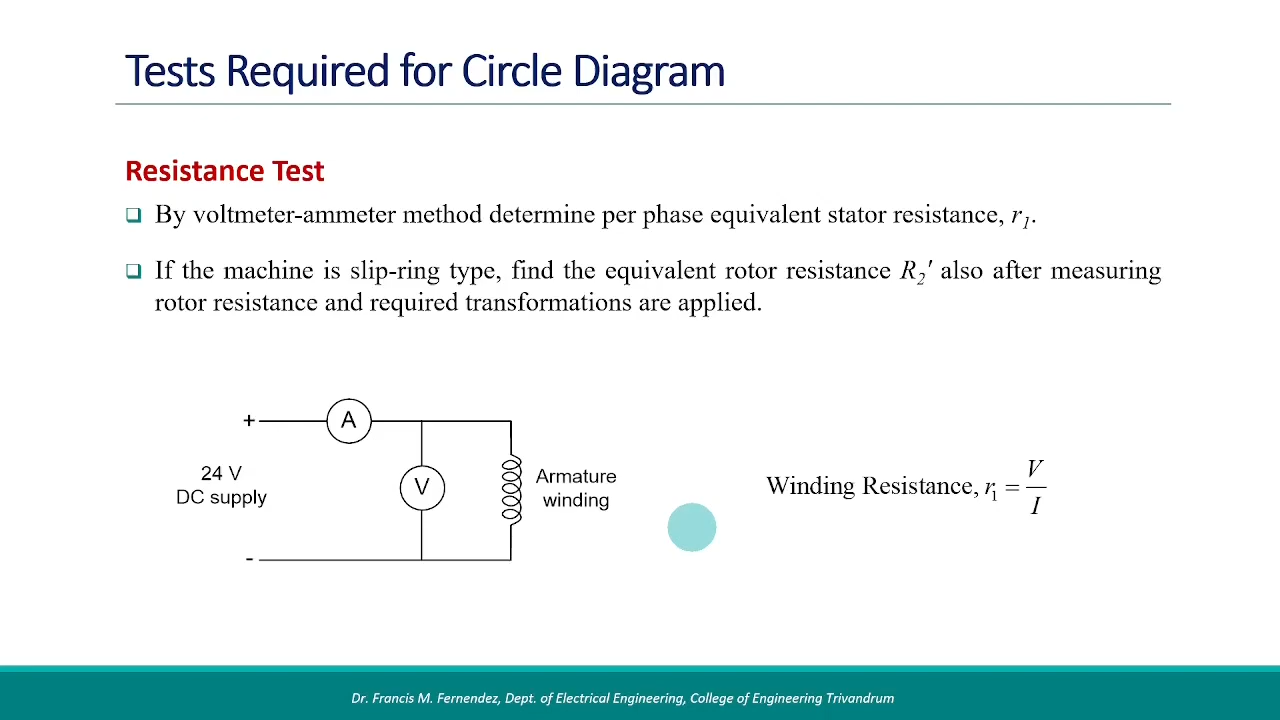 Tests Required for Circle Diagram
Resistance Test
❑ By voltmeter-ammeter method determine per phase equivalent stator resistance, r₁.
❑ If the machine is slip-ring type, find the equivalent rotor resistance R₂′ also after measuring
rotor resistance and required transformations are applied.
+
A
24 V
DC supply
V
Armature
winding
-
Winding Resistance, r₁ = V/I
Dr. Francis M. Fernendez, Dept. of Electrical Engineering, College of Engineering Trivandrum